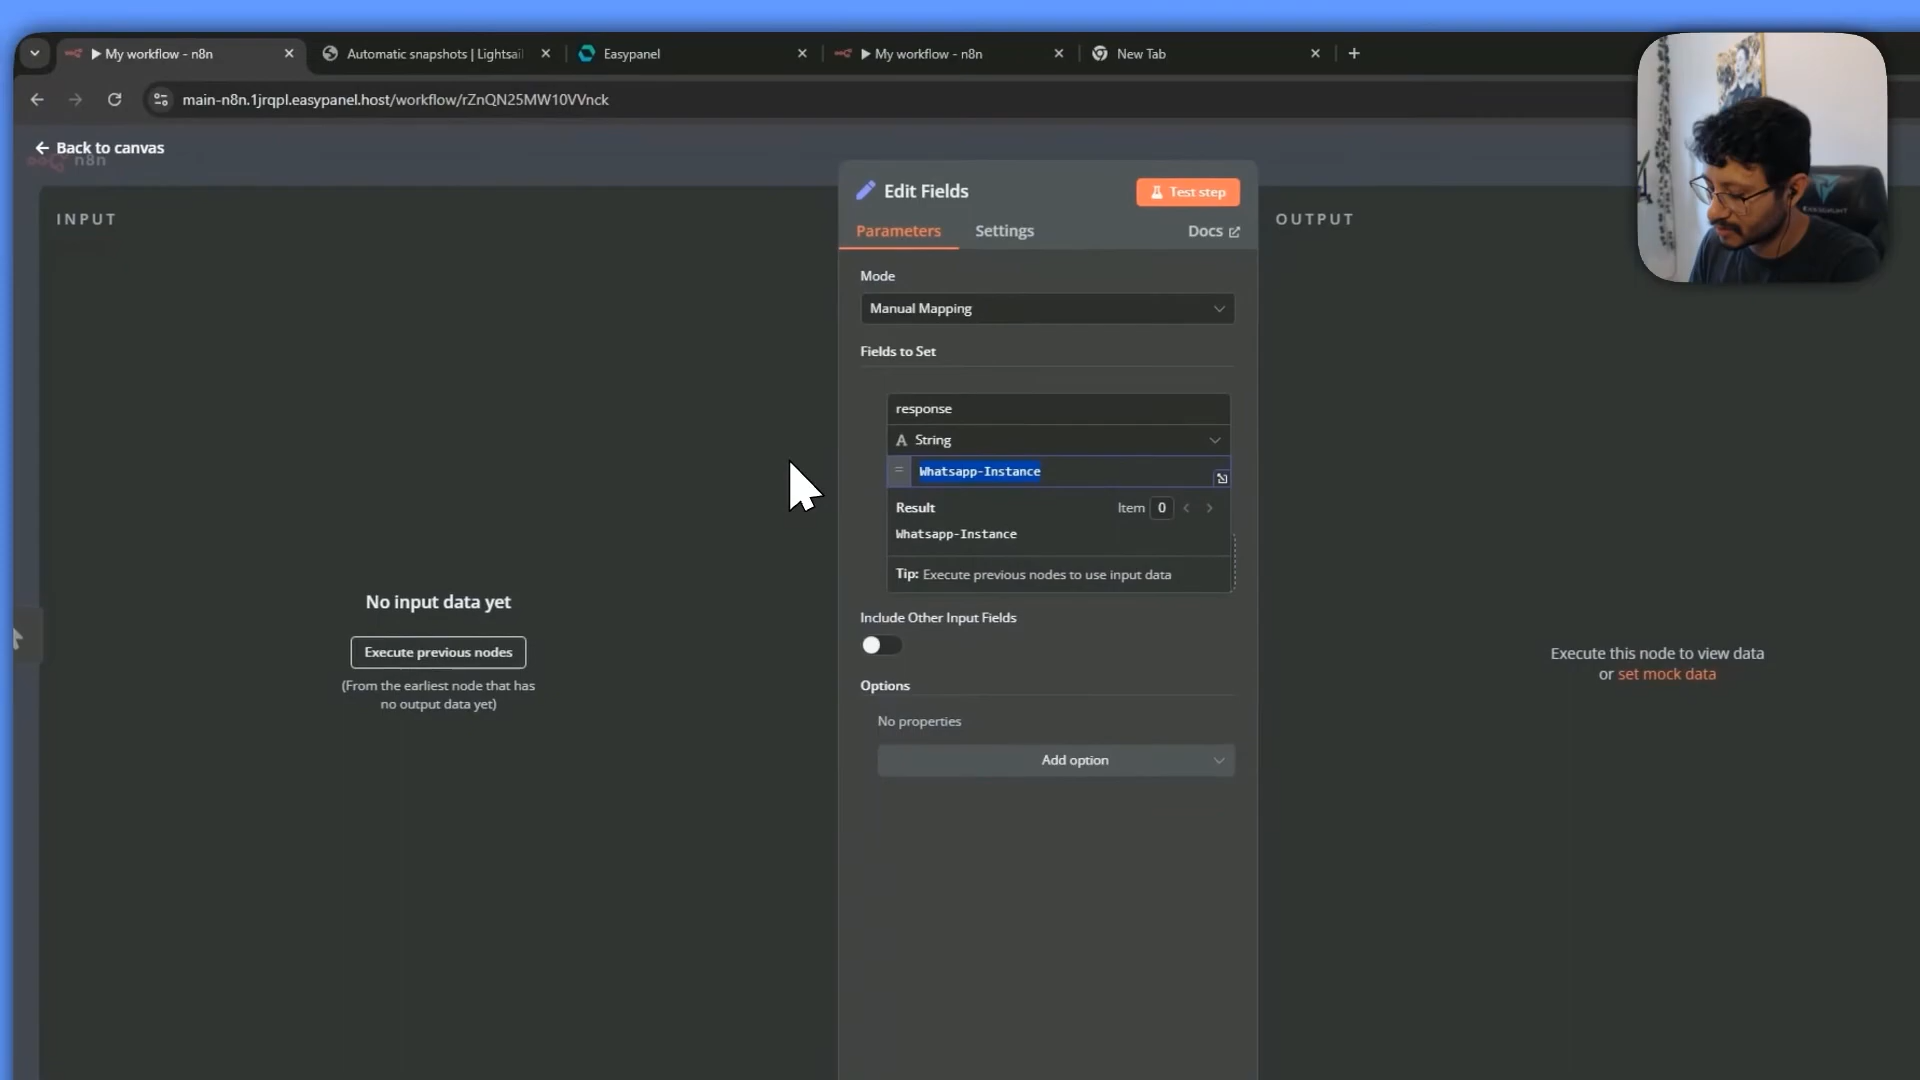 My workflow - n8n
Automatic snapshots | Lightsail
Easypanel
My workflow - n8n
New Tab
main-n8n.1jrqpl.easypanel.host/workflow/rZnQN25MW10VVnck
Back to canvas
n8n
INPUT
Edit Fields
Test step
OUTPUT
Parameters
Settings
Docs
Mode
Manual Mapping
Fields to Set
response
A String
= Whatsapp-Instance
Result
Item 0
Whatsapp-Instance
Tip: Execute previous nodes to use input data
No input data yet
Execute previous nodes
(From the earliest node that has
no output data yet)
Include Other Input Fields
Execute this node to view data
or set mock data
Options
No properties
Add option